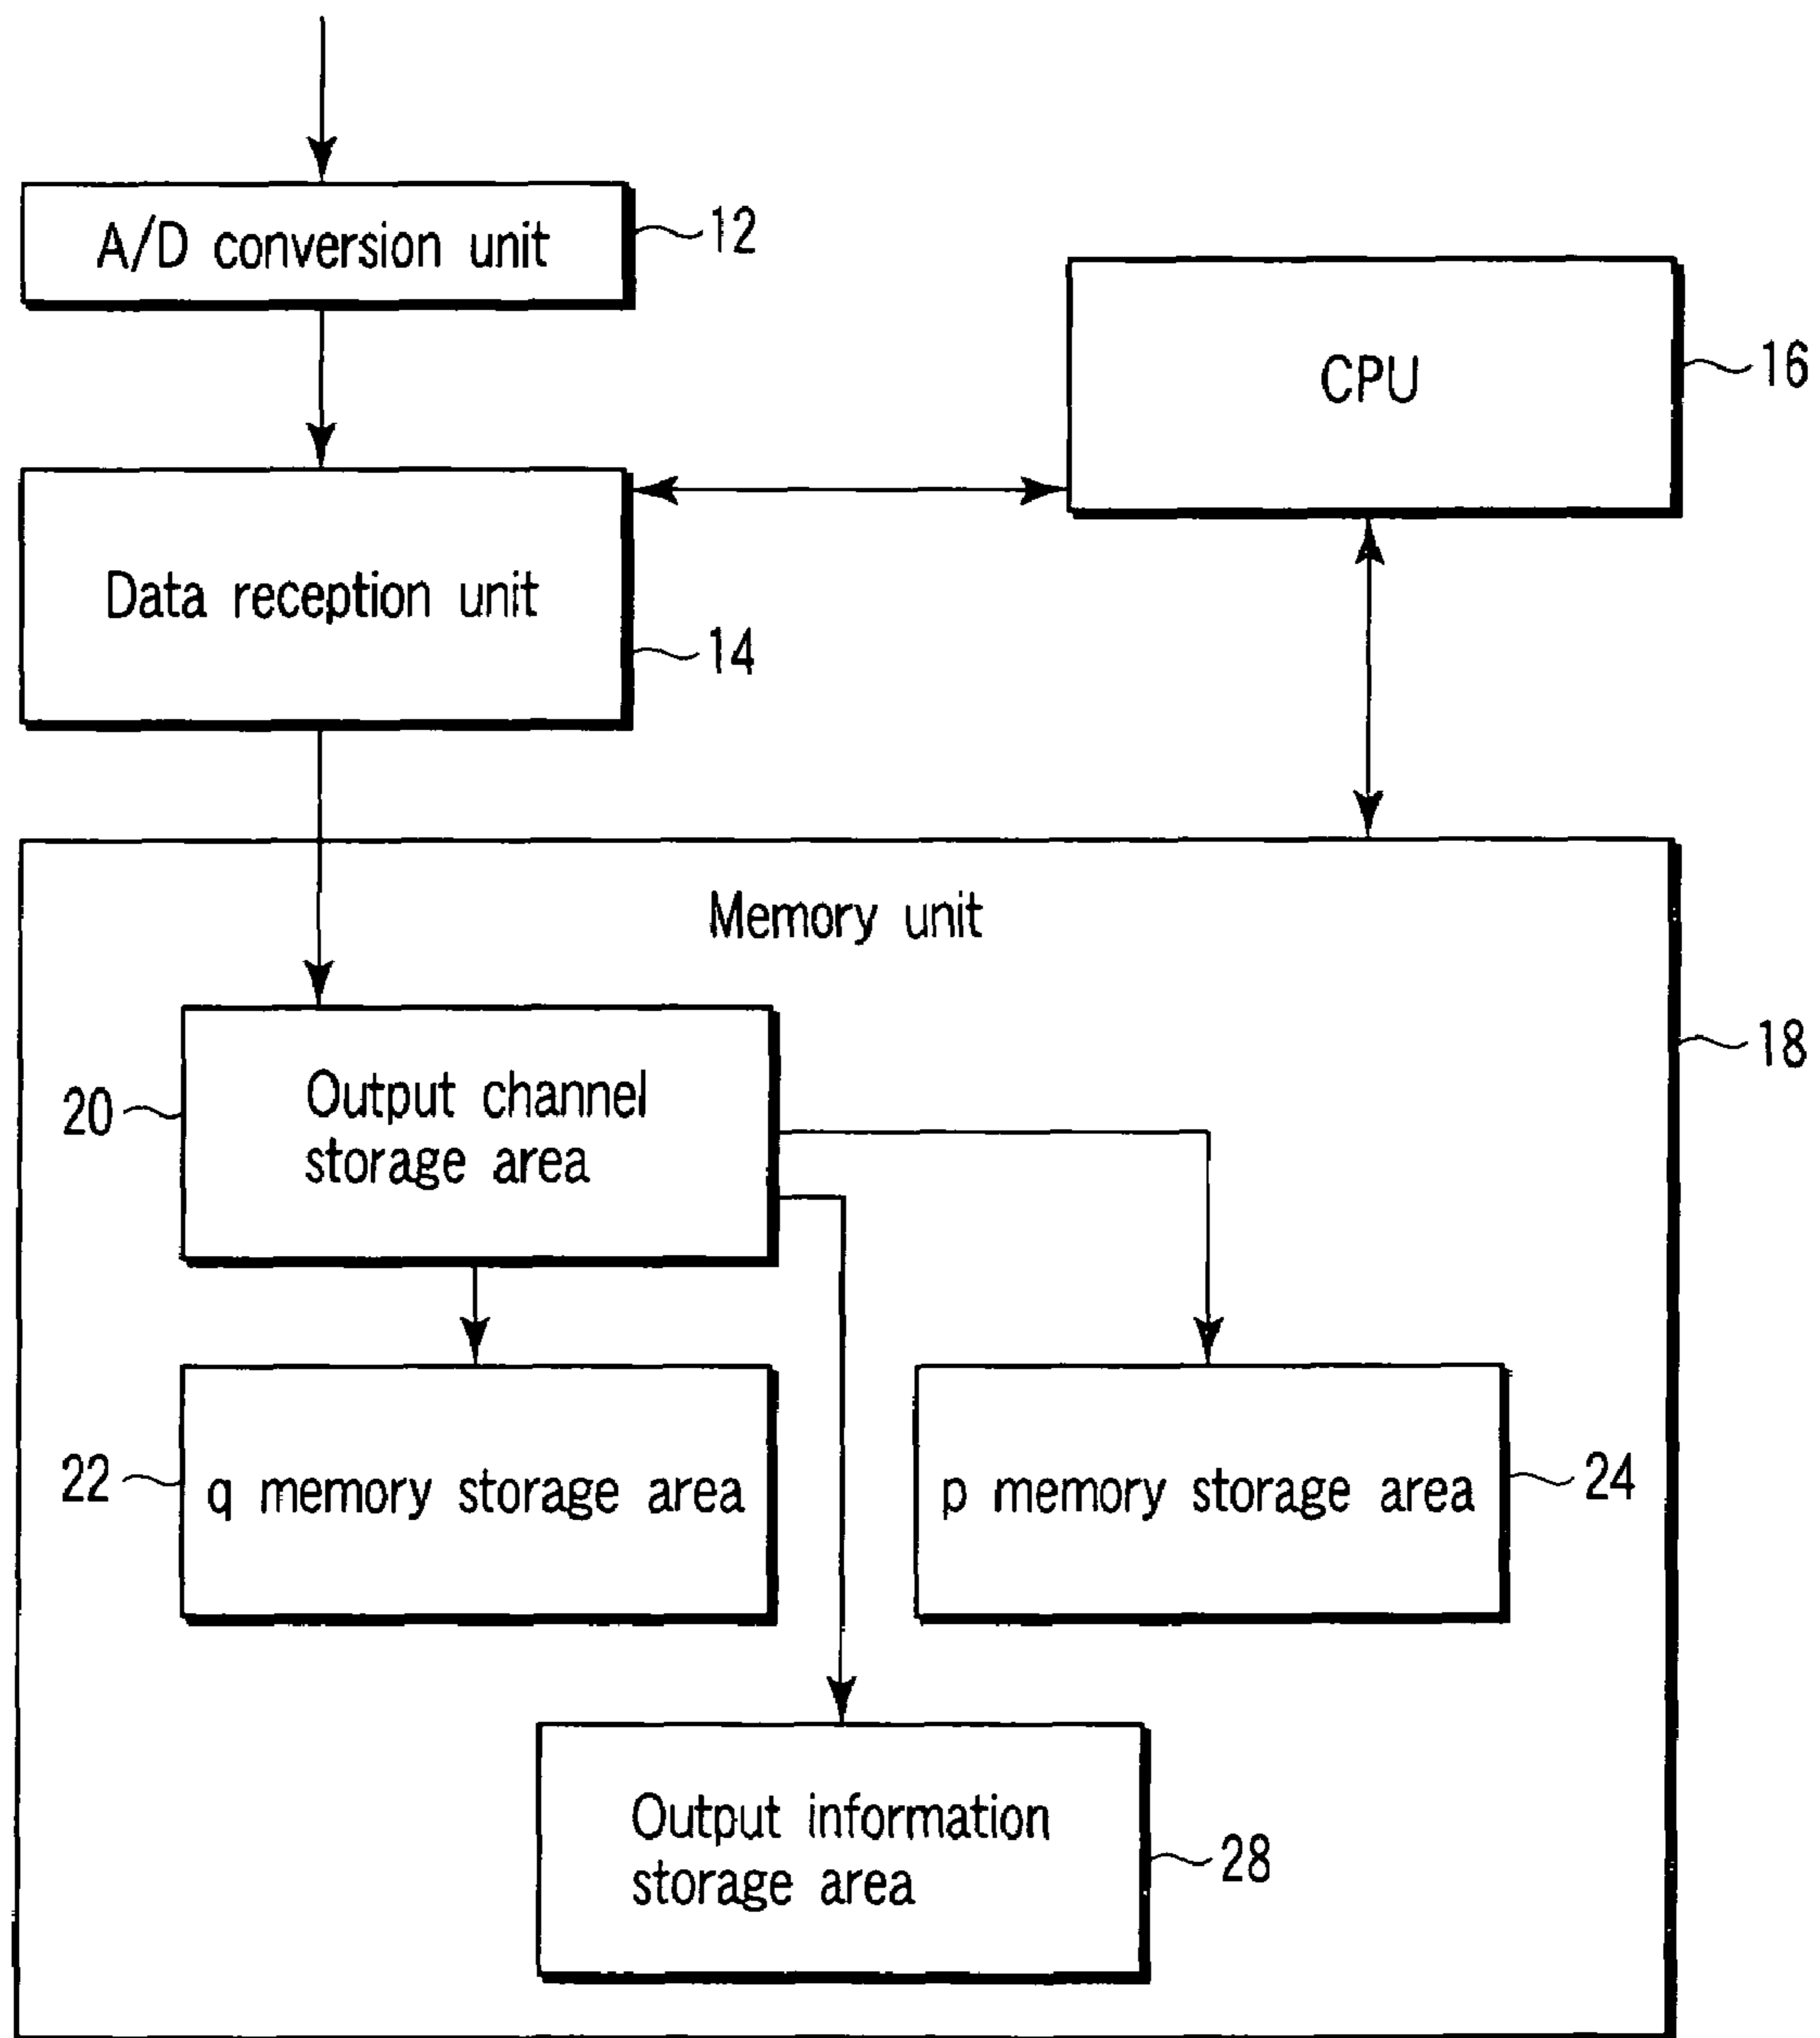 A/D conversion unit
12
CPU
16
Data reception unit
14
Memory unit
18
Output channel
storage area
20
22
q memory storage area
p memory storage area
24
Output information
storage area
28